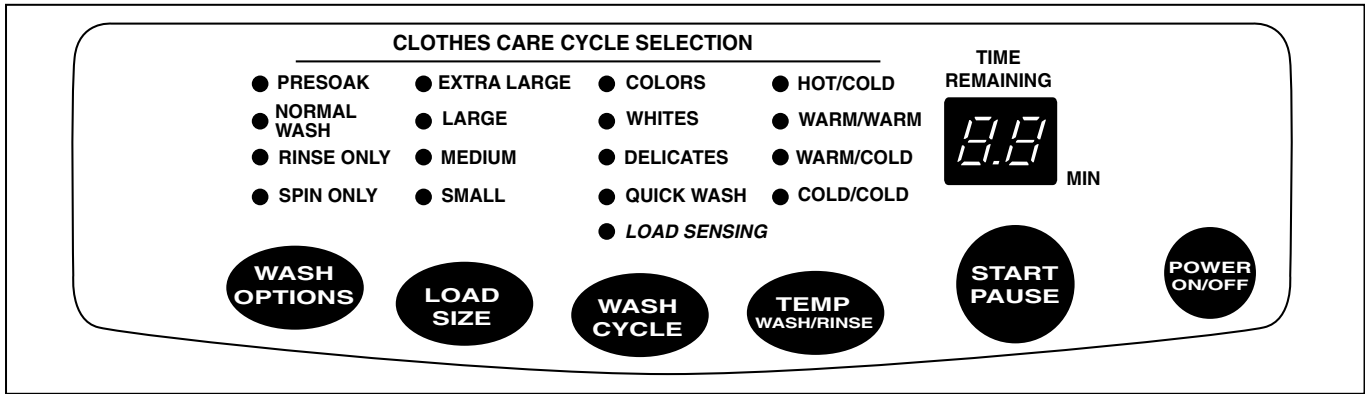 CLOTHES CARE CYCLE SELECTION
PRESOAK
NORMAL
WASH
RINSE ONLY
SPIN ONLY
EXTRA LARGE
LARGE
MEDIUM
SMALL
COLORS
WHITES
DELICATES
QUICK WASH
LOAD SENSING
HOT/COLD
WARM/WARM
WARM/COLD
COLD/COLD
TIME
REMAINING
8.8
MIN
WASH
OPTIONS
LOAD
SIZE
WASH
CYCLE
TEMP
WASH/RINSE
START
PAUSE
POWER
ON/OFF